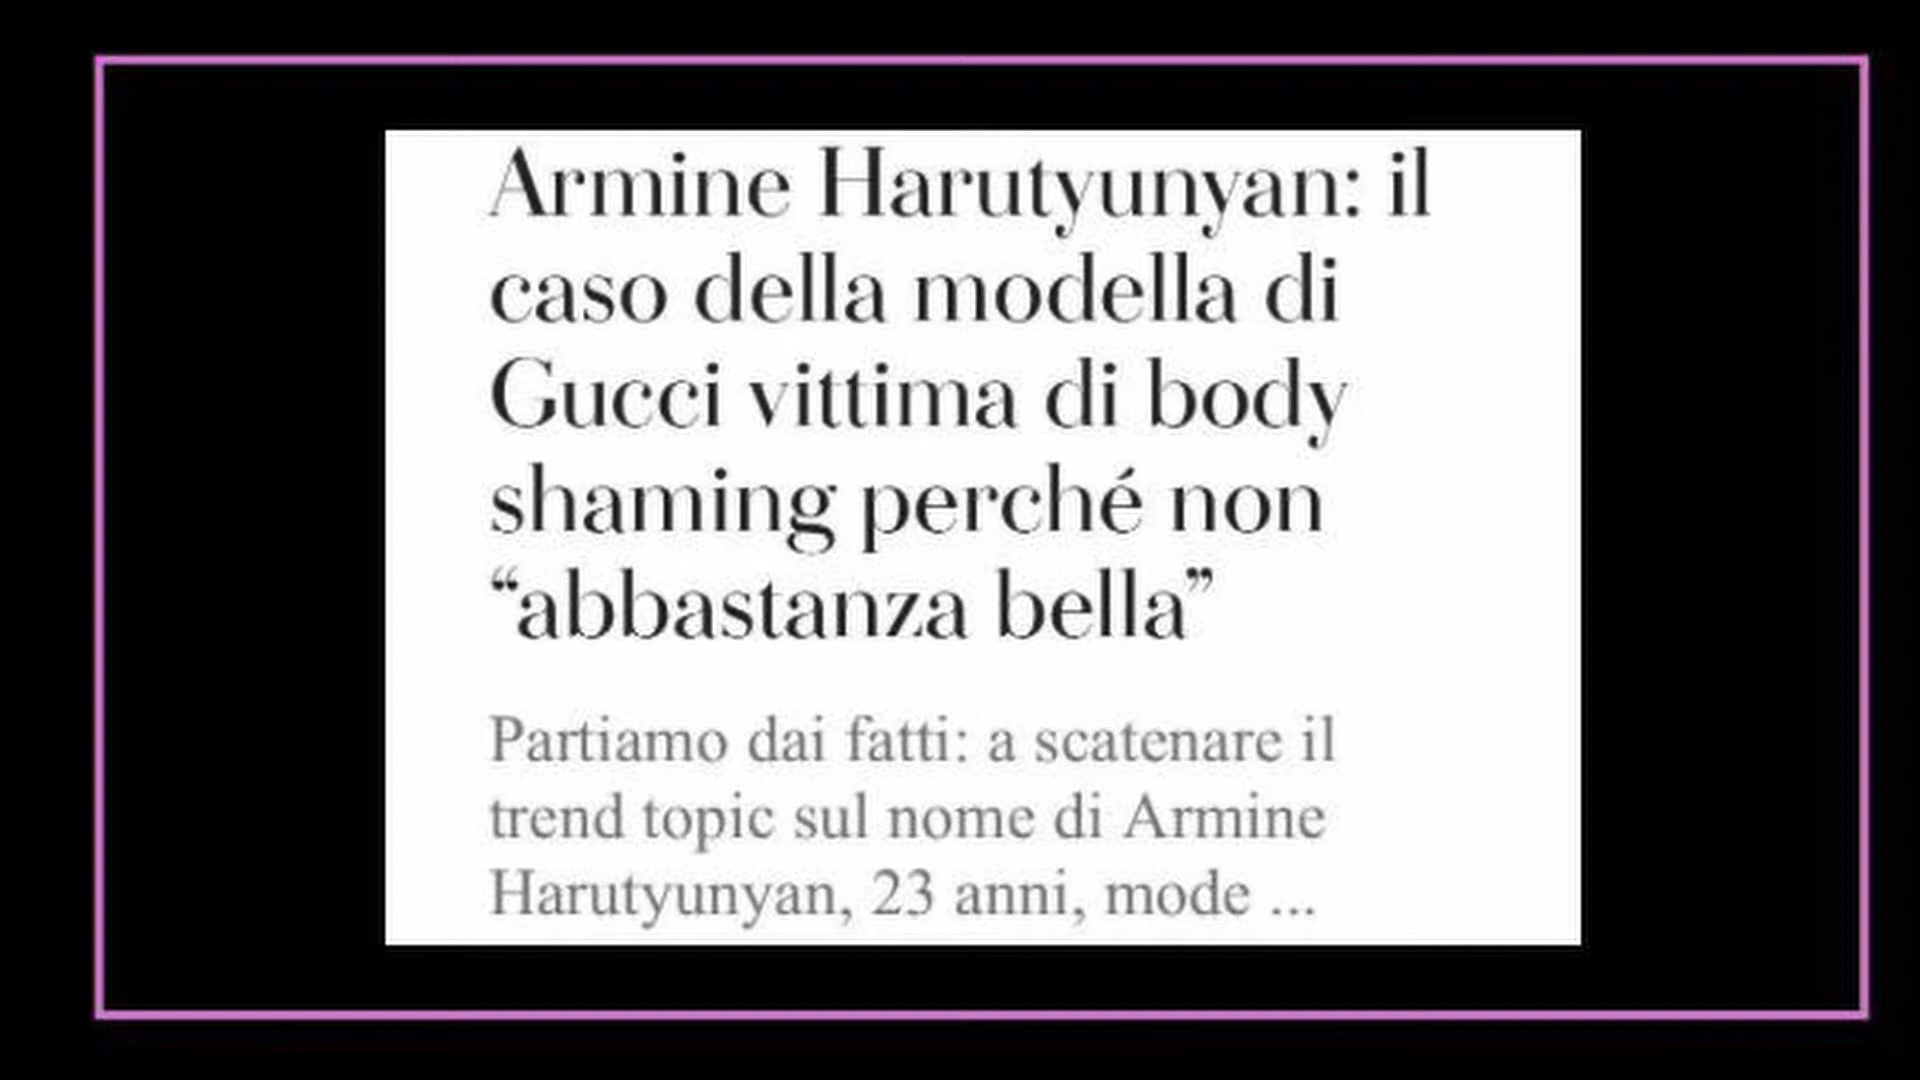 Armine Harutyunyan: il
caso della modella di
Gucci vittima di body
shaming perché non
“abbastanza bella”
Partiamo dai fatti: a scatenare il
trend topic sul nome di Armine
Harutyunyan, 23 anni, mode ...